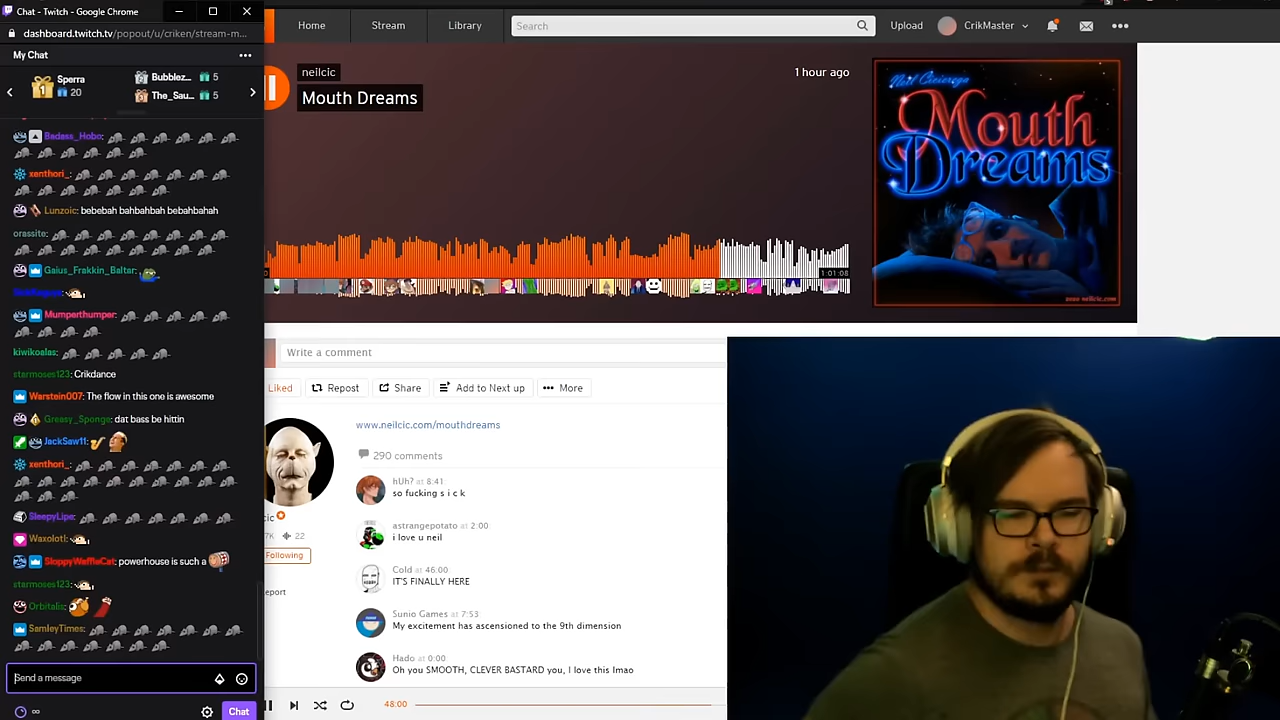 Chat - Twitch - Google Chrome
dashboard.twitch.tv/popout/u/criken/stream-m...
My Chat
Sperra
20
Bubblez... 5
The_Sau... 5
Badass_Hobo:
xenthori_:
Lunzoic: bebebah bahbahbah bebahbahah
orassite:
Gaius_Frakkin_Baltar:
Mumperthumper:
kiwikoalas:
starmoses123: Crikdance
Warstein007: The flow in this one is awesome
Greasy_Sponge: dat bass be hittin
JackSaw11:
xenthori_:
SleepyLipe:
Waxolotl:
SloppyWaffleCat: powerhouse is such a
starmoses123:
Orbitalis:
SamleyTimes:
Send a message
Chat
Home
Stream
Library
Search
Upload
CrikMaster
neilcic
Mouth Dreams
1 hour ago
1:01:08
Neil Cicierega
Mouth
Dreams
Write a comment
Liked
Repost
Share
Add to Next up
More
www.neilcic.com/mouthdreams
290 comments
cic
7K 22
Following
eport
hUh? at 8:41
so fucking s i c k
astrangepotato at 2:00
i love u neil
Cold at 46:00
IT'S FINALLY HERE
Sunio Games at 7:53
My excitement has ascensioned to the 9th dimension
Hado at 0:00
Oh you SMOOTH, CLEVER BASTARD you, I love this lmao
48:00